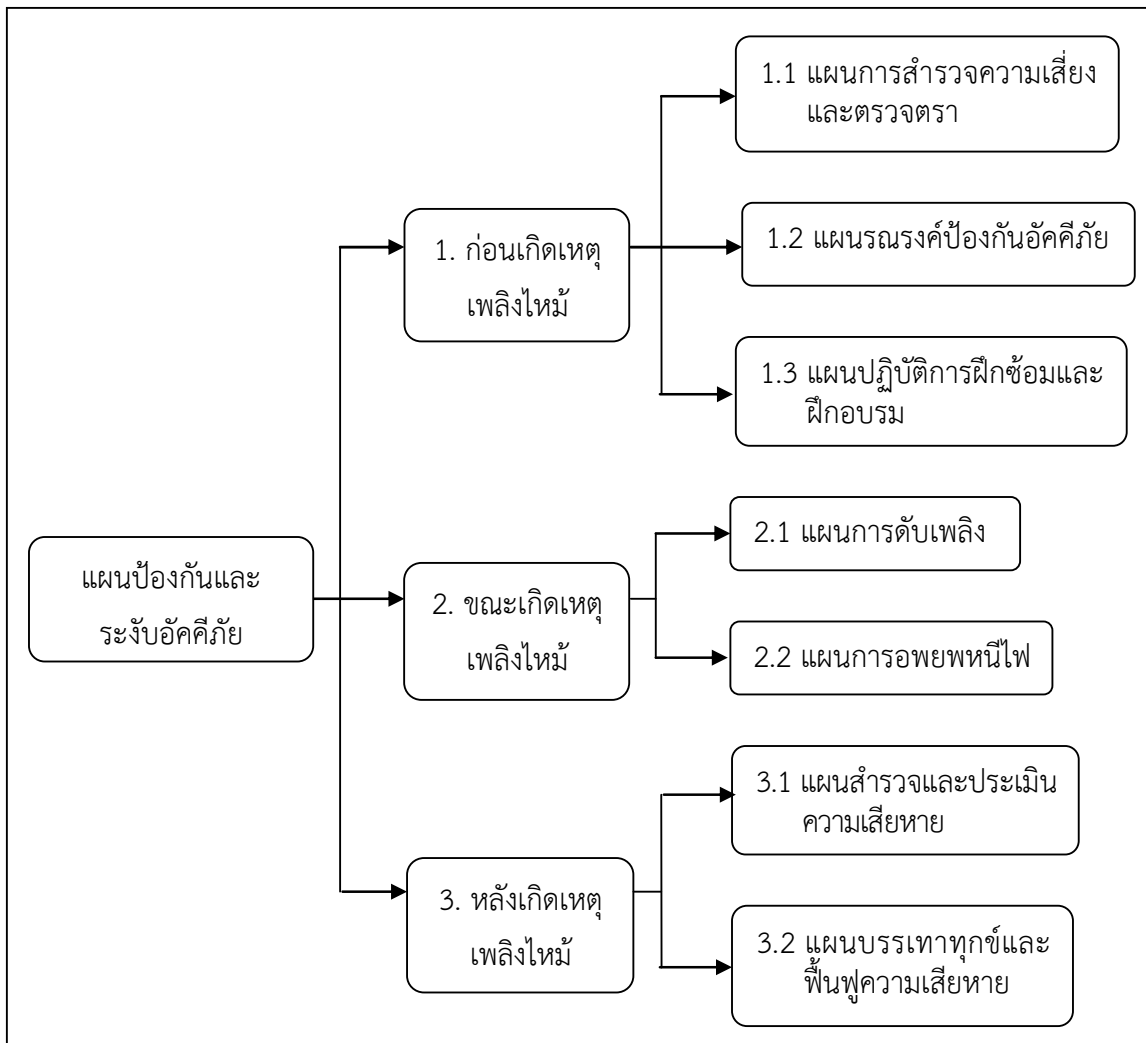 แผนป้องกันและ
ระงับอัคคีภัย
1. ก่อนเกิดเหตุ
เพลิงไหม้
1.1 แผนการสำรวจความเสี่ยง
และตรวจตรา
1.2 แผนรณรงค์ป้องกันอัคคีภัย
1.3 แผนปฏิบัติการฝึกซ้อมและ
ฝึกอบรม
2. ขณะเกิดเหตุ
เพลิงไหม้
2.1 แผนการดับเพลิง
2.2 แผนการอพยพหนีไฟ
3. หลังเกิดเหตุ
เพลิงไหม้
3.1 แผนสำรวจและประเมิน
ความเสียหาย
3.2 แผนบรรเทาทุกข์และ
ฟื้นฟูความเสียหาย